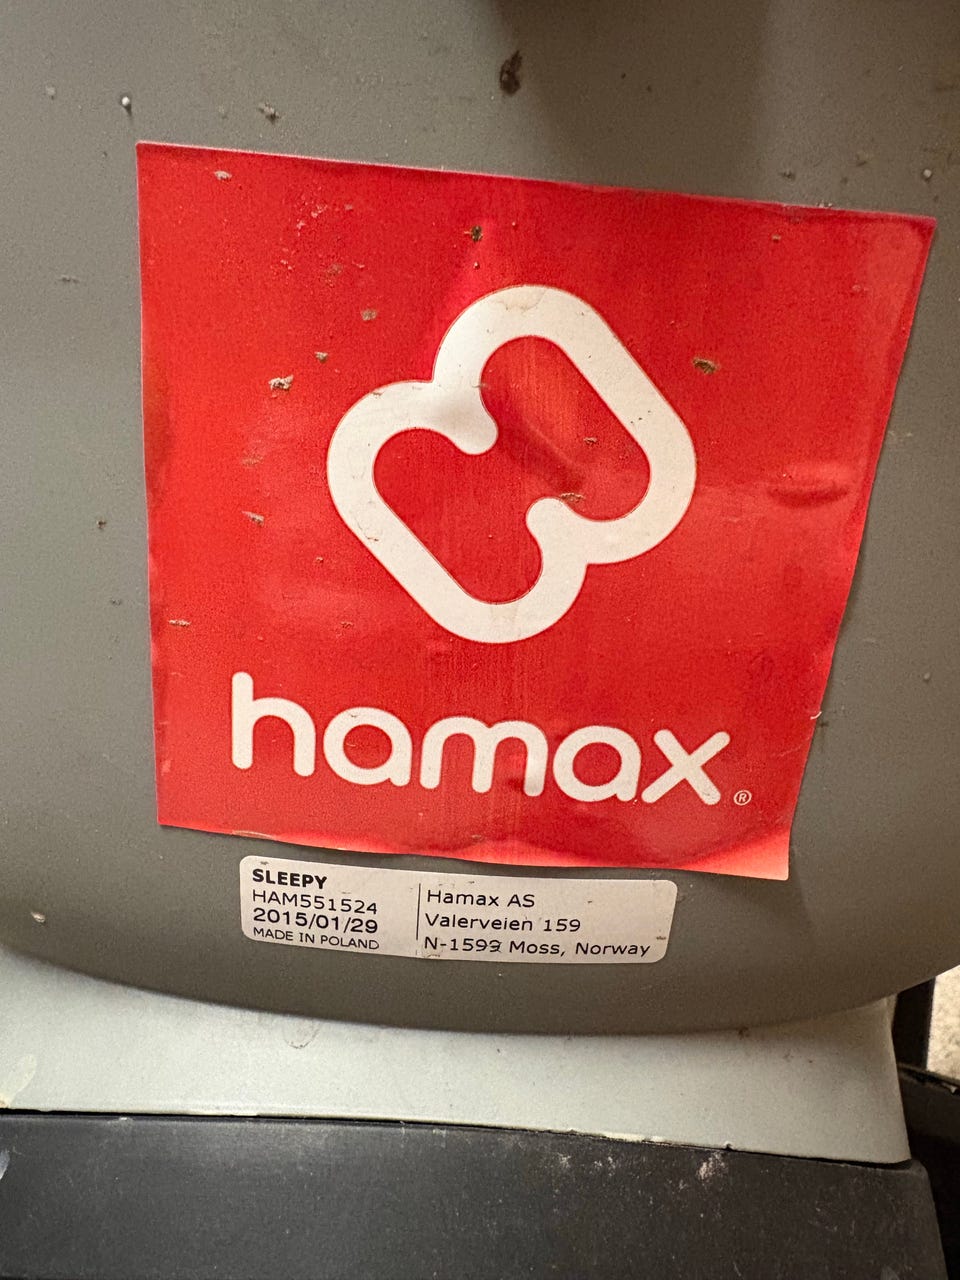 hamax®
SLEEPY
HAM551524
2015/01/29
MADE IN POLAND
Hamax AS
Valerveien 159
N-1599 Moss, Norway